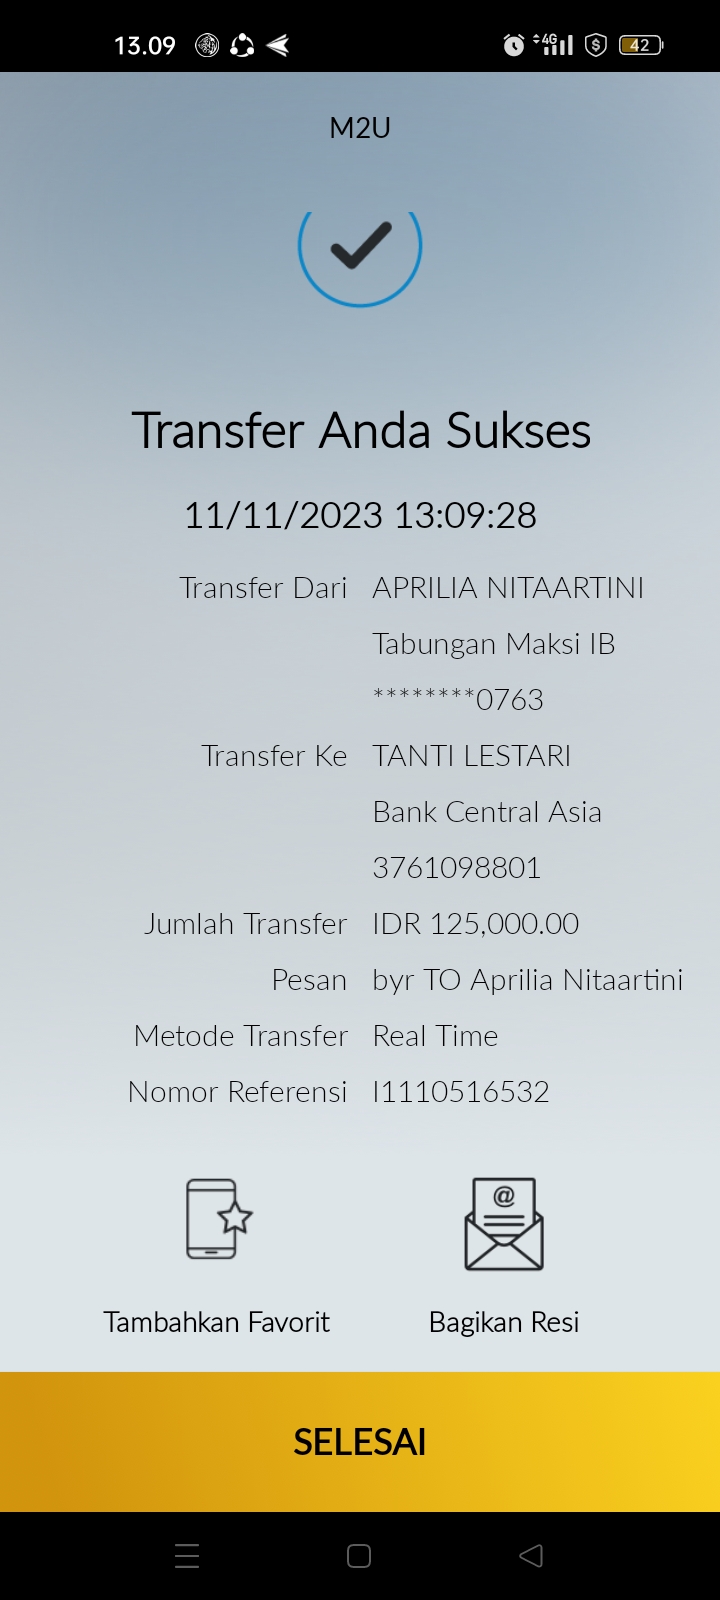 13.09
4G
42
M2U
Transfer Anda Sukses
11/11/2023 13:09:28
Transfer Dari APRILIA NITAARTINI
Tabungan Maksi IB
********0763
Transfer Ke TANTI LESTARI
Bank Central Asia
3761098801
Jumlah Transfer IDR 125,000.00
Pesan byr TO Aprilia Nitaartini
Metode Transfer Real Time
Nomor Referensi I1110516532
Tambahkan Favorit Bagikan Resi
SELESAI